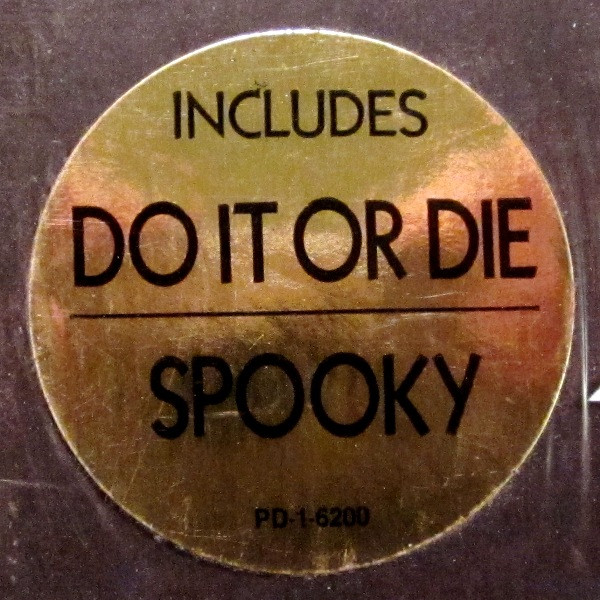 INCLUDES
DO IT OR DIE
SPOOKY
PD-1-6200